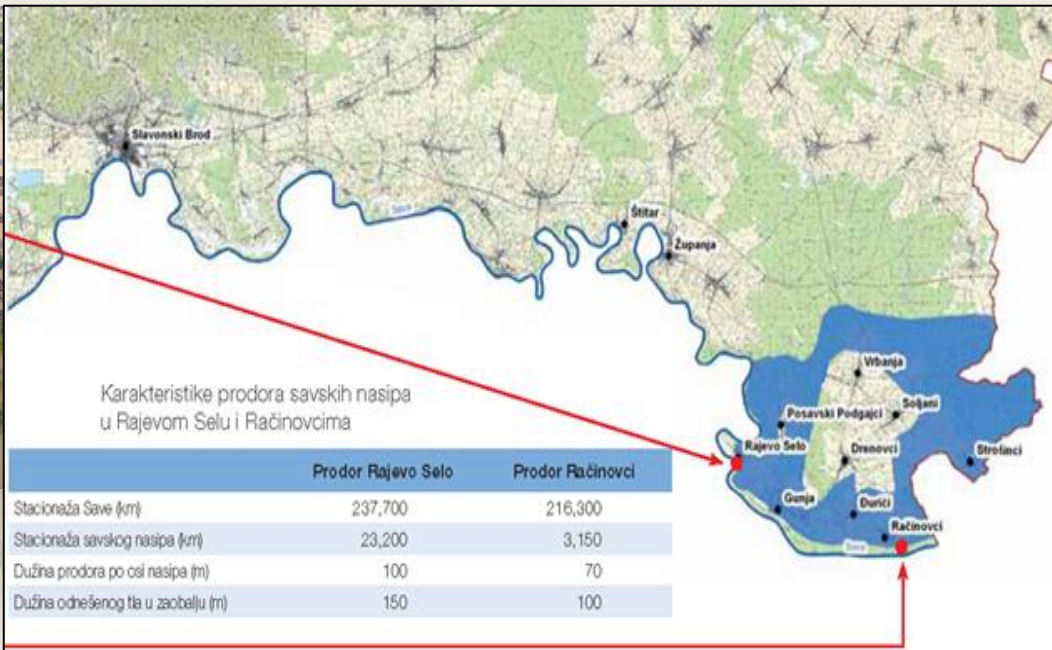 Slavonski Brod
Sava
Štitar
Županja
Vrbanja
Soljani
Posavski Podgajci
Rajevo Selo
Drenovci
Strošinci
Gunja
Đurići
Račinovci
Sava
Karakteristike prodora savskih nasipa
u Rajevom Selu i Račinovcima
Prodor Rajevo Selo Prodor Račinovci
Stacionaža Save (km) 237,700 216,300
Stacionaža savskog nasipa (km) 23,200 3,150
Dužina prodora po osi nasipa (m) 100 70
Dužina odnešenog tla u zaobalju (m) 150 100